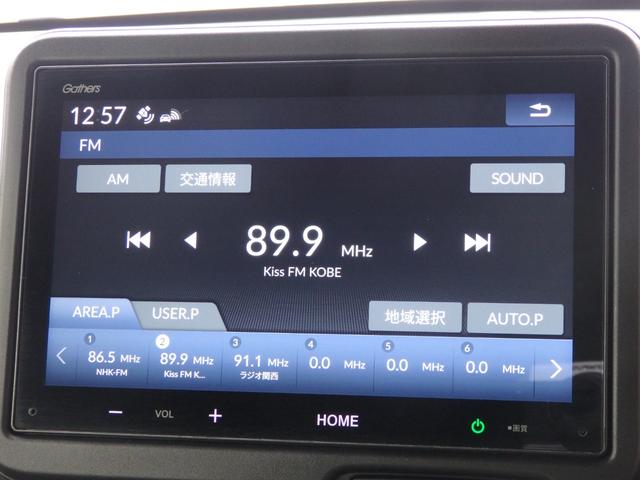 Gathers
12:57
FM
AM 交通情報 SOUND
89.9 MHz
Kiss FM KOBE
AREA.P USER.P 地域選択 AUTO.P
1 2 3 4 5 6
86.5 MHz 89.9 MHz 91.1 MHz 0.0 MHz 0.0 MHz 0.0 MHz
NHK-FM Kiss FM K... ラジオ関西
− VOL + HOME ■画質